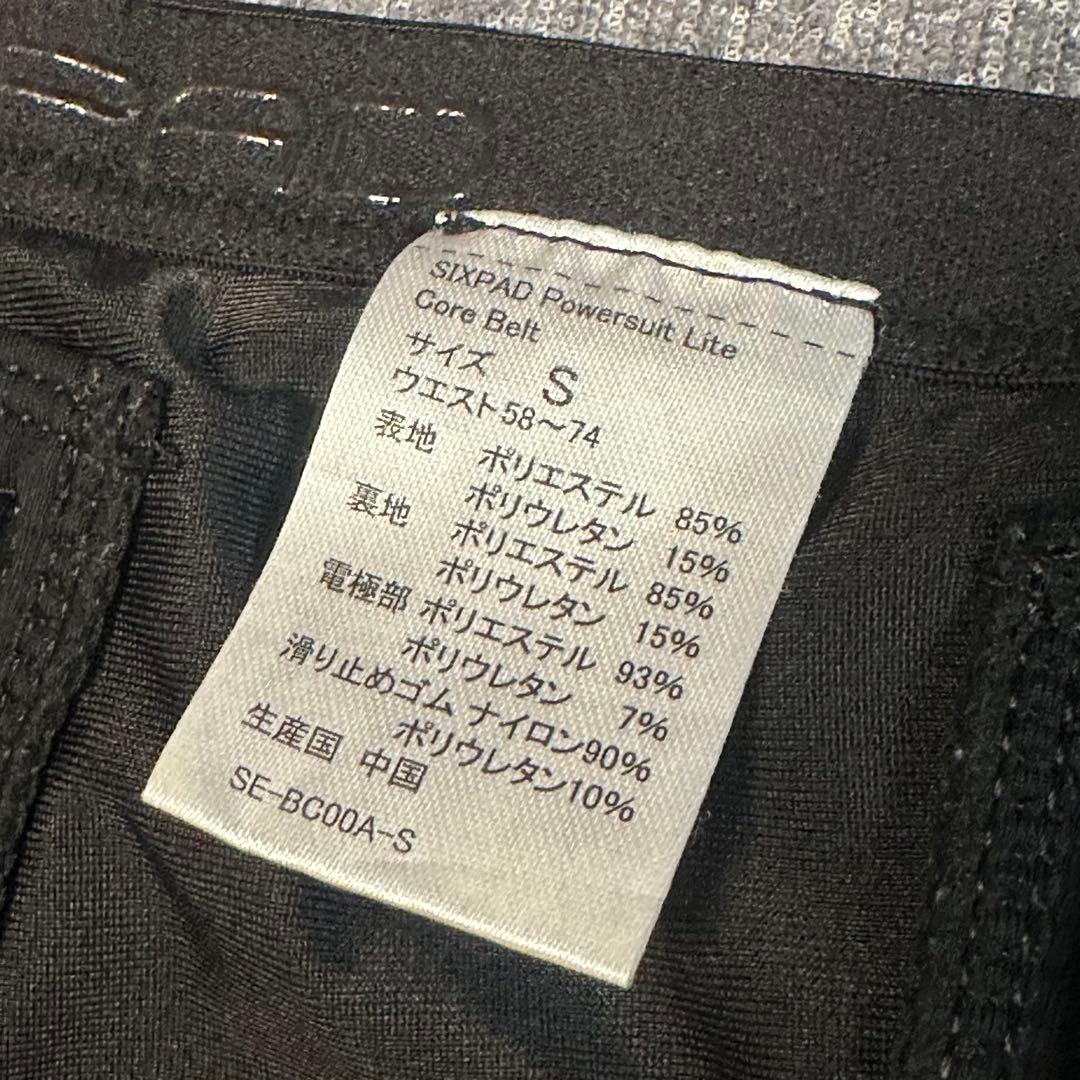 SIXPAD Powersuit Lite
Core Belt
サイズ S
ウエスト58～74
表地 ポリエステル 85%
ポリウレタン 15%
裏地 ポリエステル 85%
ポリウレタン 15%
電極部 ポリエステル 93%
ポリウレタン 7%
滑り止めゴム ナイロン90%
ポリウレタン10%
生産国 中国
SE-BC00A-S